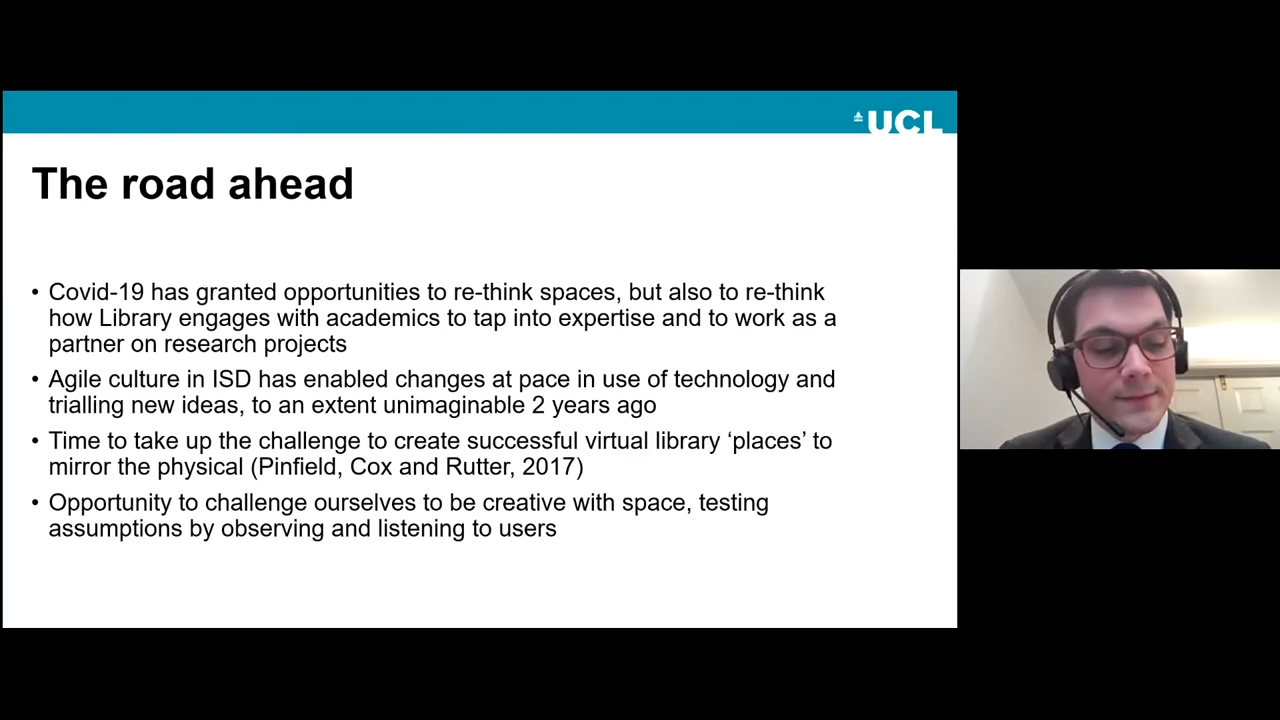 UCL
The road ahead
• Covid-19 has granted opportunities to re-think spaces, but also to re-think
how Library engages with academics to tap into expertise and to work as a
partner on research projects
• Agile culture in ISD has enabled changes at pace in use of technology and
trialling new ideas, to an extent unimaginable 2 years ago
• Time to take up the challenge to create successful virtual library ‘places’ to
mirror the physical (Pinfield, Cox and Rutter, 2017)
• Opportunity to challenge ourselves to be creative with space, testing
assumptions by observing and listening to users